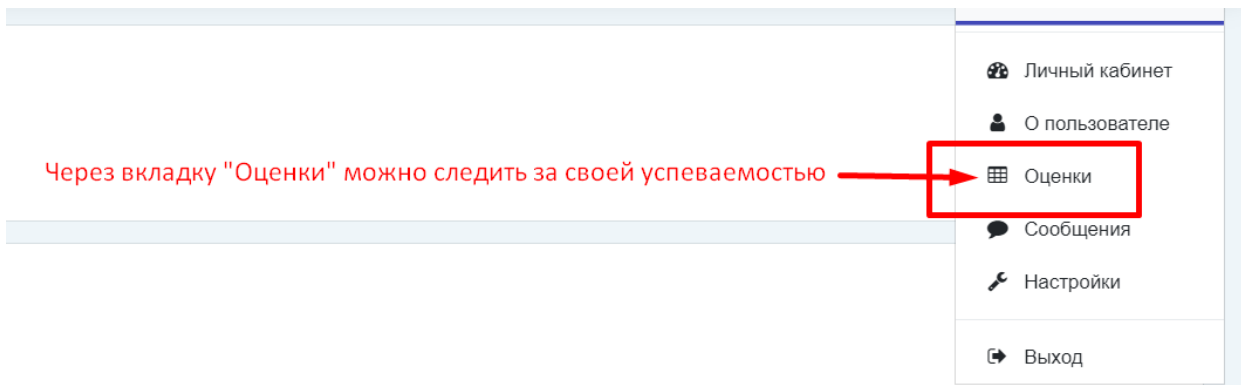 Личный кабинет
О пользователе
Через вкладку "Оценки" можно следить за своей успеваемостью
Оценки
Сообщения
Настройки
Выход